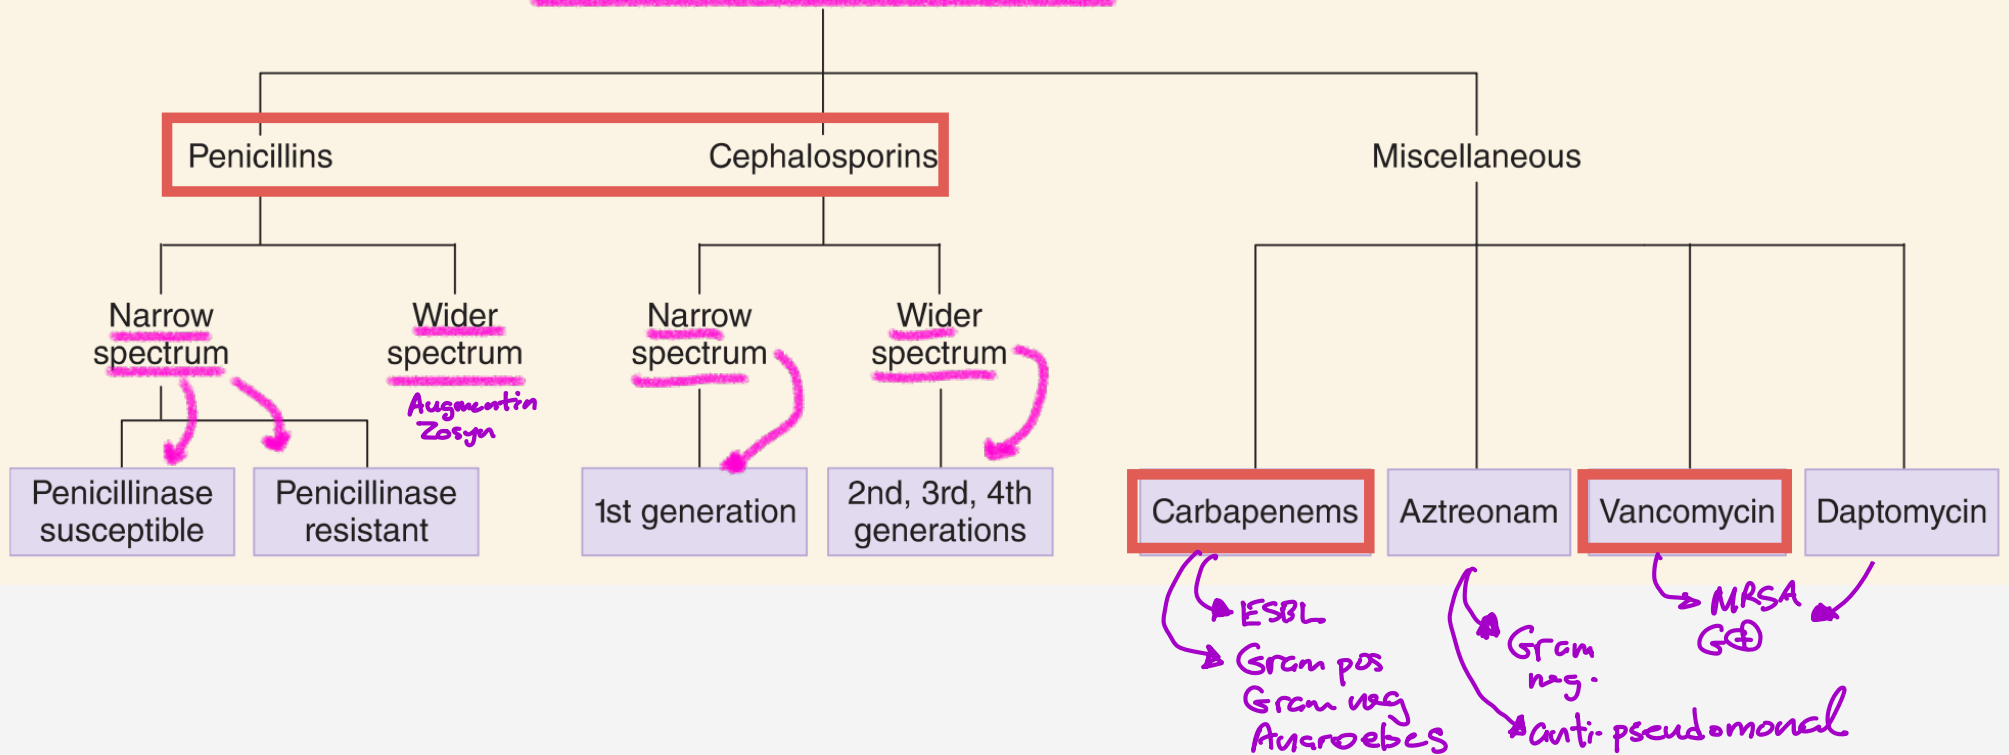 Penicillins
Cephalosporins
Miscellaneous
Narrow
spectrum
Wider
spectrum
Augmentin
Zosyn
Narrow
spectrum
Wider
spectrum
Penicillinase
susceptible
Penicillinase
resistant
1st generation
2nd, 3rd, 4th
generations
Carbapenems
Aztreonam
Vancomycin
Daptomycin
ESBL
Gram pos
Gram neg
Anaroebes
Gram
neg.
anti-pseudomonal
MRSA
G⊕